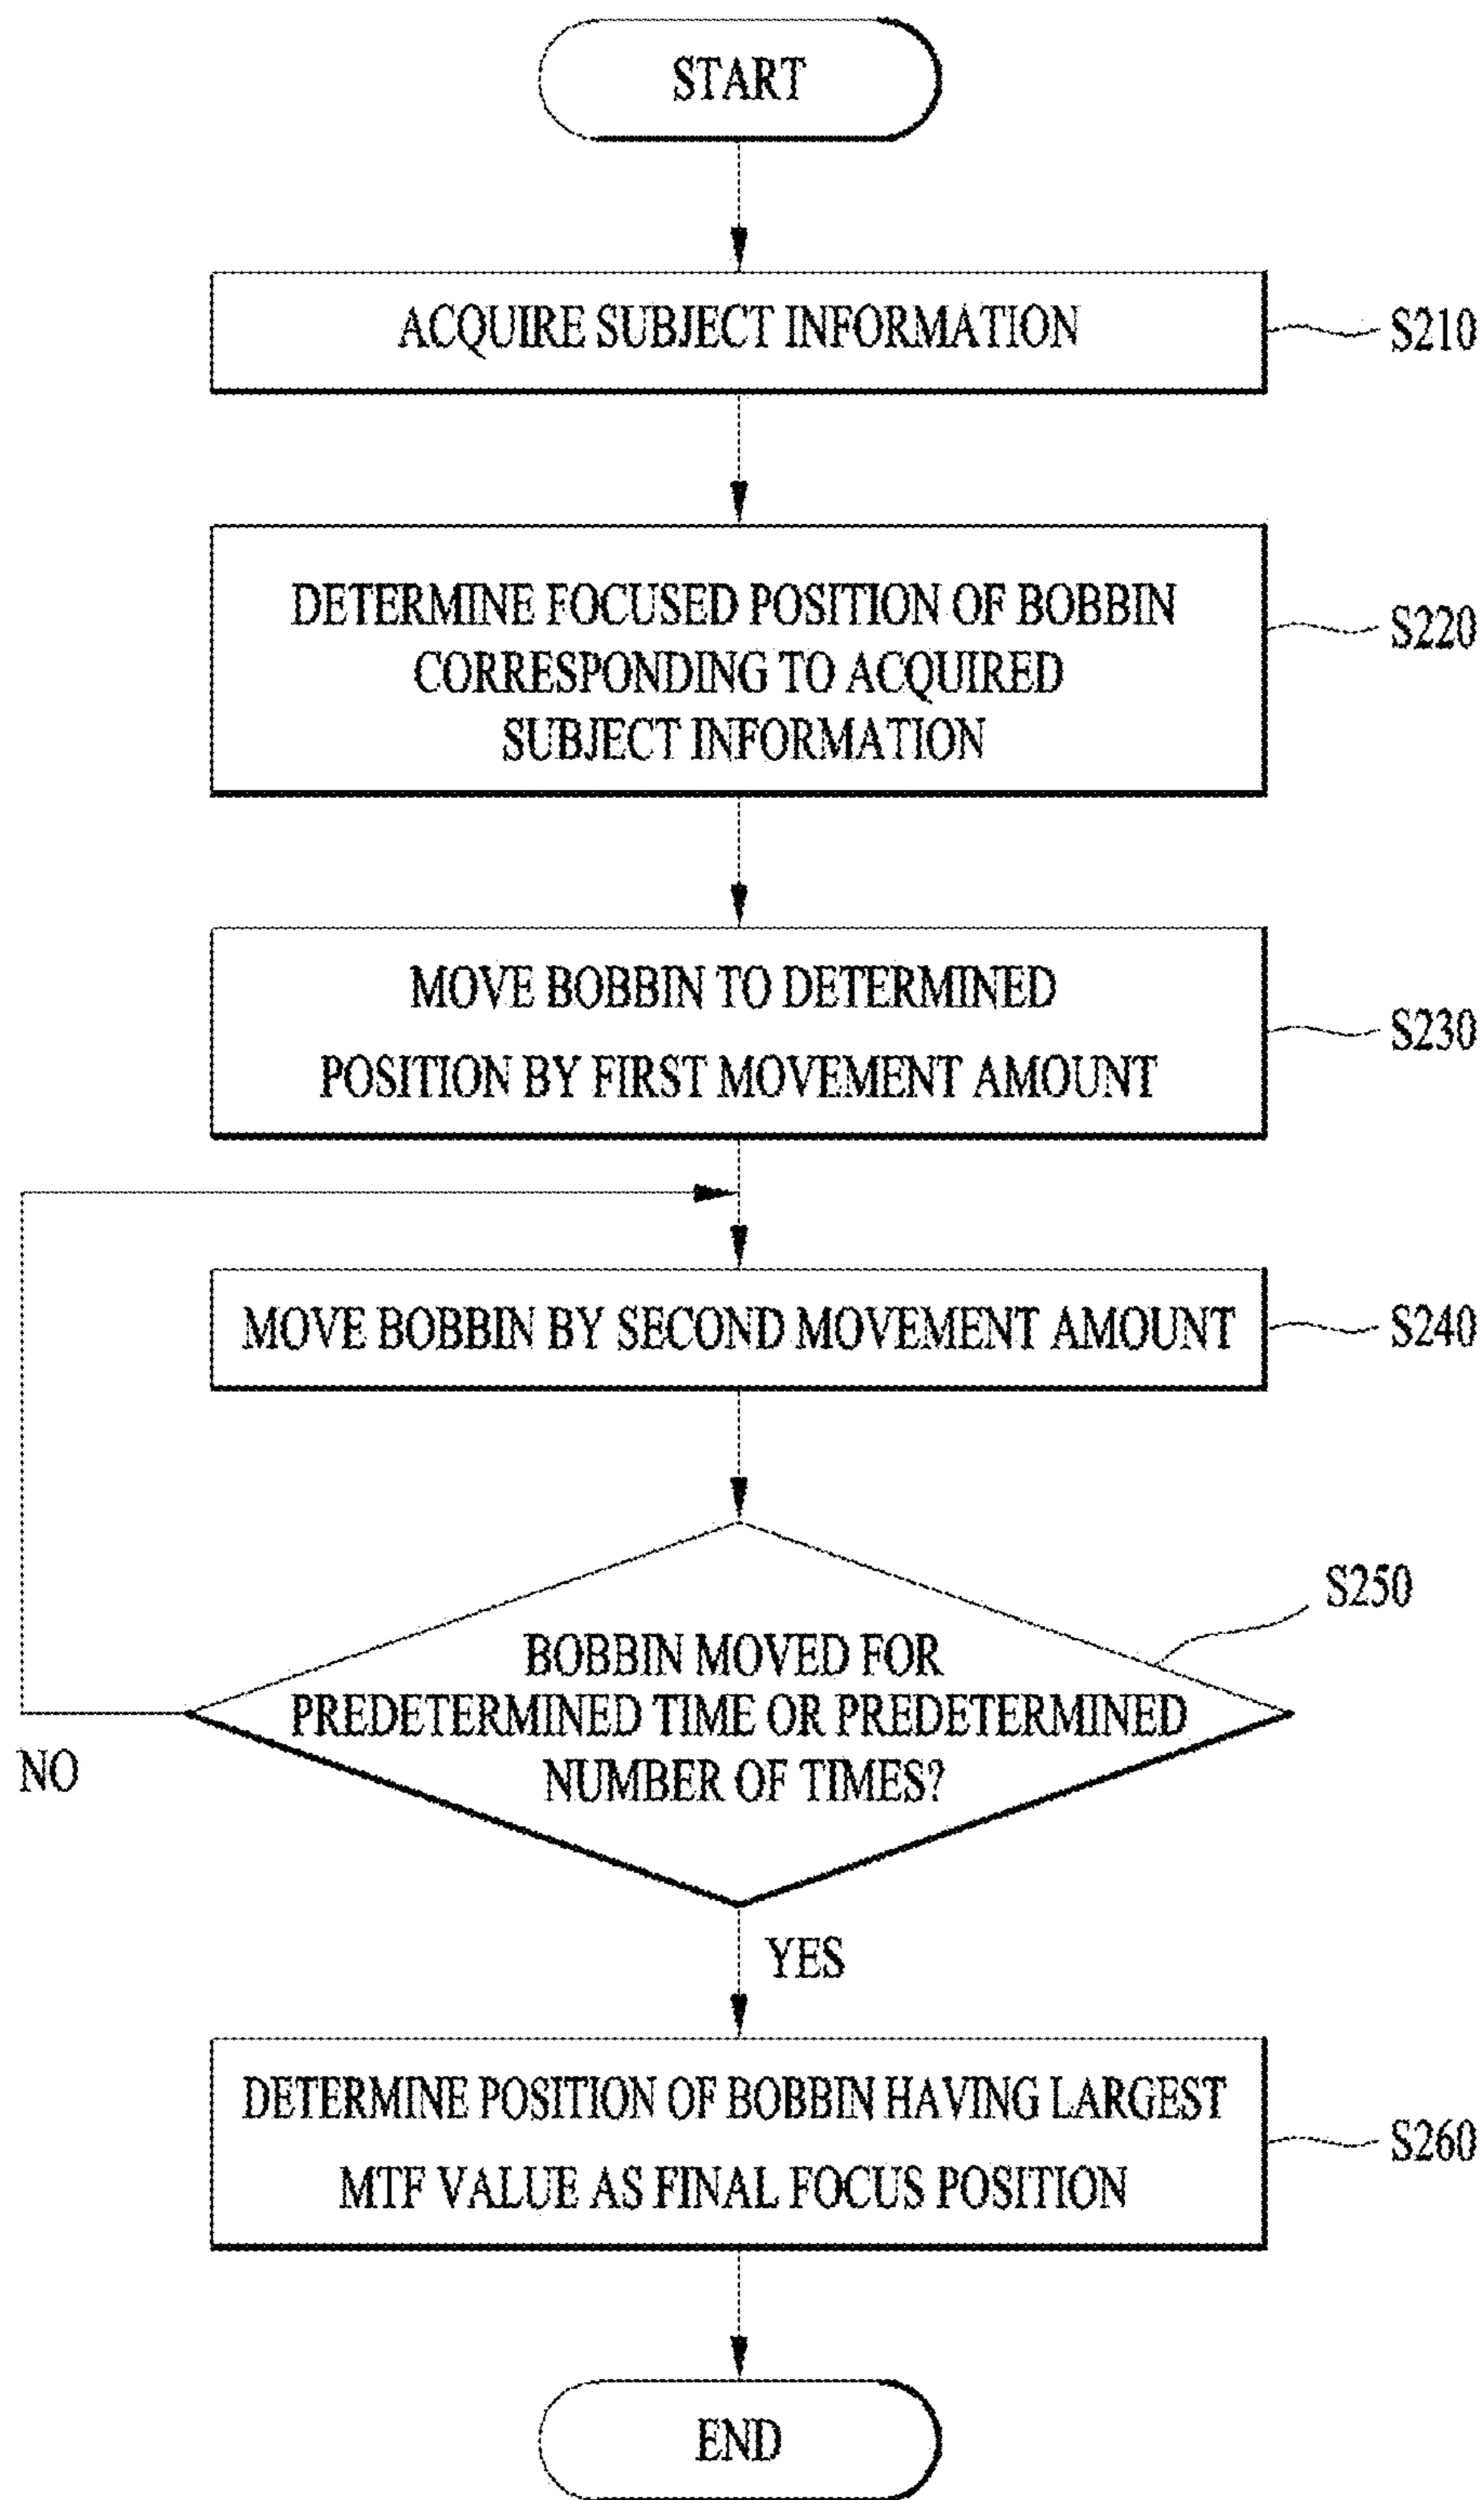 START
ACQUIRE SUBJECT INFORMATION
S210
DETERMINE FOCUSED POSITION OF BOBBIN
CORRESPONDING TO ACQUIRED
SUBJECT INFORMATION
S220
MOVE BOBBIN TO DETERMINED
POSITION BY FIRST MOVEMENT AMOUNT
S230
MOVE BOBBIN BY SECOND MOVEMENT AMOUNT
S240
S250
BOBBIN MOVED FOR
PREDETERMINED TIME OR PREDETERMINED
NUMBER OF TIMES?
NO
YES
DETERMINE POSITION OF BOBBIN HAVING LARGEST
MTF VALUE AS FINAL FOCUS POSITION
S260
END